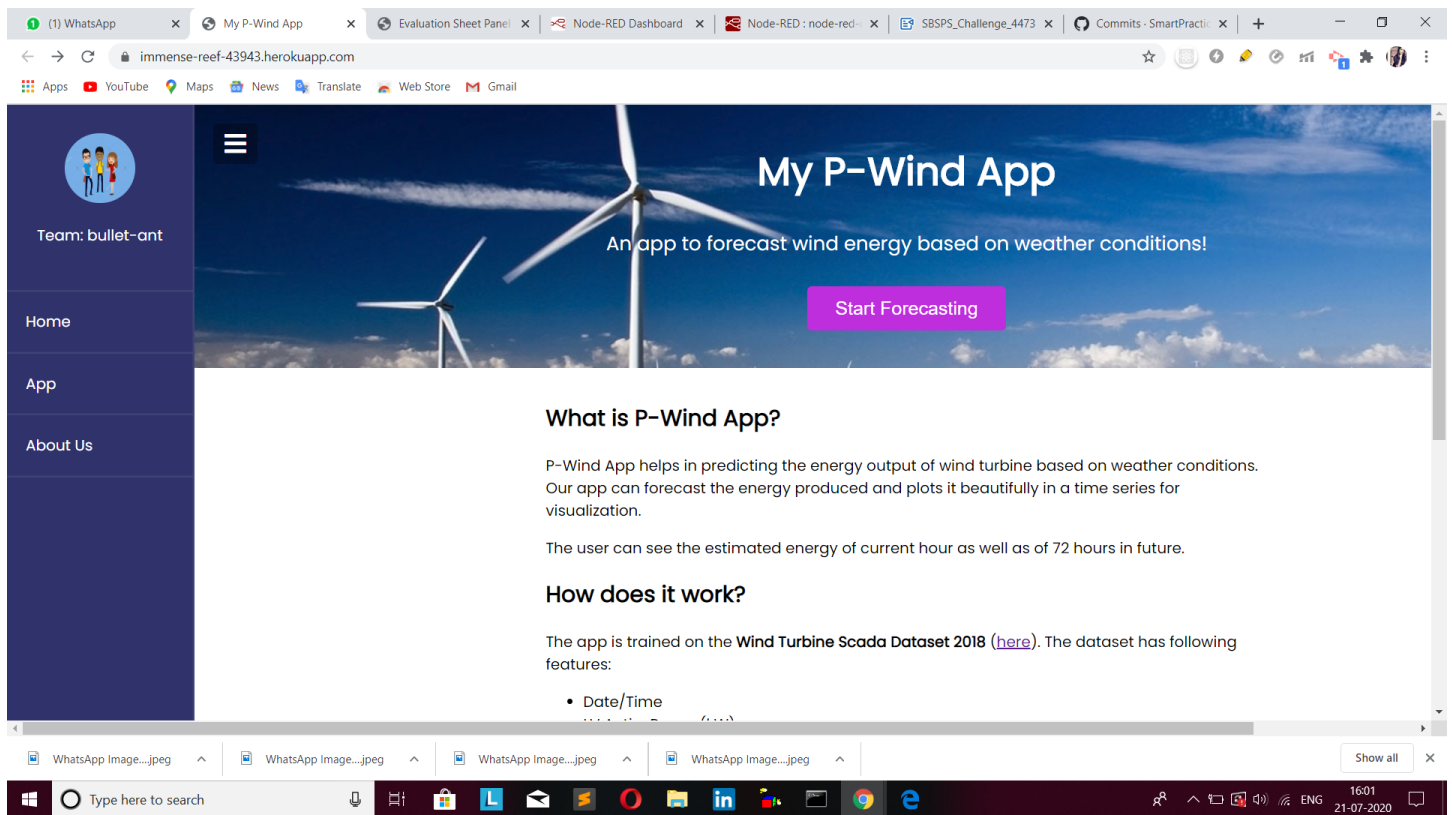 (1) WhatsApp
My P-Wind App
Evaluation Sheet Panel
Node-RED Dashboard
Node-RED : node-red-
SBSPS_Challenge_4473
Commits · SmartPractic
immense-reef-43943.herokuapp.com
1
Apps
YouTube
Maps
News
Translate
Web Store
Gmail
Team: bullet-ant
Home
App
About Us
My P-Wind App
An app to forecast wind energy based on weather conditions!
Start Forecasting
What is P-Wind App?
P-Wind App helps in predicting the energy output of wind turbine based on weather conditions.
Our app can forecast the energy produced and plots it beautifully in a time series for
visualization.
The user can see the estimated energy of current hour as well as of 72 hours in future.
How does it work?
The app is trained on the Wind Turbine Scada Dataset 2018 (here). The dataset has following
features:
• Date/Time
WhatsApp Image....jpeg
WhatsApp Image....jpeg
WhatsApp Image....jpeg
WhatsApp Image....jpeg
Show all
Type here to search
ENG
16:01
21-07-2020